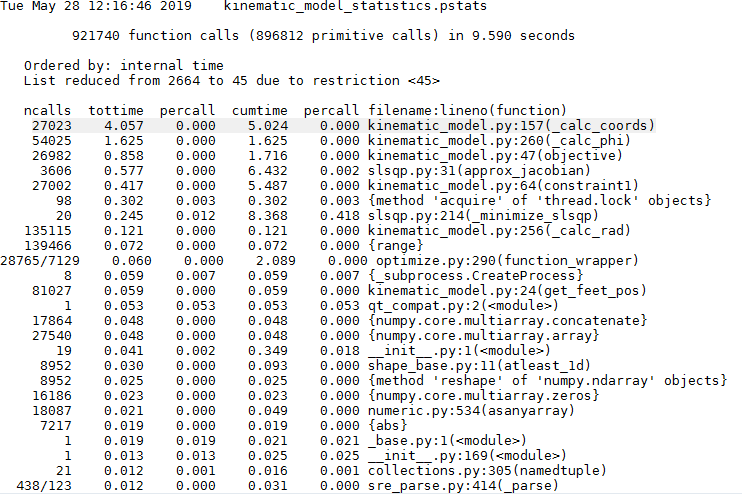 Tue May 28 12:16:46 2019    kinematic_model_statistics.pstats
         921740 function calls (896812 primitive calls) in 9.590 seconds
   Ordered by: internal time
   List reduced from 2664 to 45 due to restriction <45>
   ncalls  tottime  percall  cumtime  percall filename:lineno(function)
    27023    4.057    0.000    5.024    0.000 kinematic_model.py:157(_calc_coords)
    54025    1.625    0.000    1.625    0.000 kinematic_model.py:260(_calc_phi)
    26982    0.858    0.000    1.716    0.000 kinematic_model.py:47(objective)
     3606    0.577    0.000    6.432    0.002 slsqp.py:31(approx_jacobian)
    27002    0.417    0.000    5.487    0.000 kinematic_model.py:64(constraint1)
       98    0.302    0.003    0.302    0.003 {method 'acquire' of 'thread.lock' objects}
       20    0.245    0.012    8.368    0.418 slsqp.py:214(_minimize_slsqp)
   135115    0.121    0.000    0.121    0.000 kinematic_model.py:256(_calc_rad)
   139466    0.072    0.000    0.072    0.000 {range}
28765/7129    0.060    0.000    2.089    0.000 optimize.py:290(function_wrapper)
        8    0.059    0.007    0.059    0.007 {_subprocess.CreateProcess}
    81027    0.059    0.000    0.059    0.000 kinematic_model.py:24(get_feet_pos)
        1    0.053    0.053    0.053    0.053 qt_compat.py:2(<module>)
    17864    0.048    0.000    0.048    0.000 {numpy.core.multiarray.concatenate}
    27540    0.048    0.000    0.048    0.000 {numpy.core.multiarray.array}
       19    0.041    0.002    0.349    0.018 __init__.py:1(<module>)
     8952    0.030    0.000    0.093    0.000 shape_base.py:11(atleast_1d)
     8952    0.025    0.000    0.025    0.000 {method 'reshape' of 'numpy.ndarray' objects}
    16186    0.023    0.000    0.023    0.000 {numpy.core.multiarray.zeros}
    18087    0.021    0.000    0.049    0.000 numeric.py:534(asanyarray)
     7217    0.019    0.000    0.019    0.000 {abs}
        1    0.019    0.019    0.021    0.021 _base.py:1(<module>)
        1    0.013    0.013    0.025    0.025 __init__.py:169(<module>)
       21    0.012    0.001    0.016    0.001 collections.py:305(namedtuple)
  438/123    0.012    0.000    0.031    0.000 sre_parse.py:414(_parse)